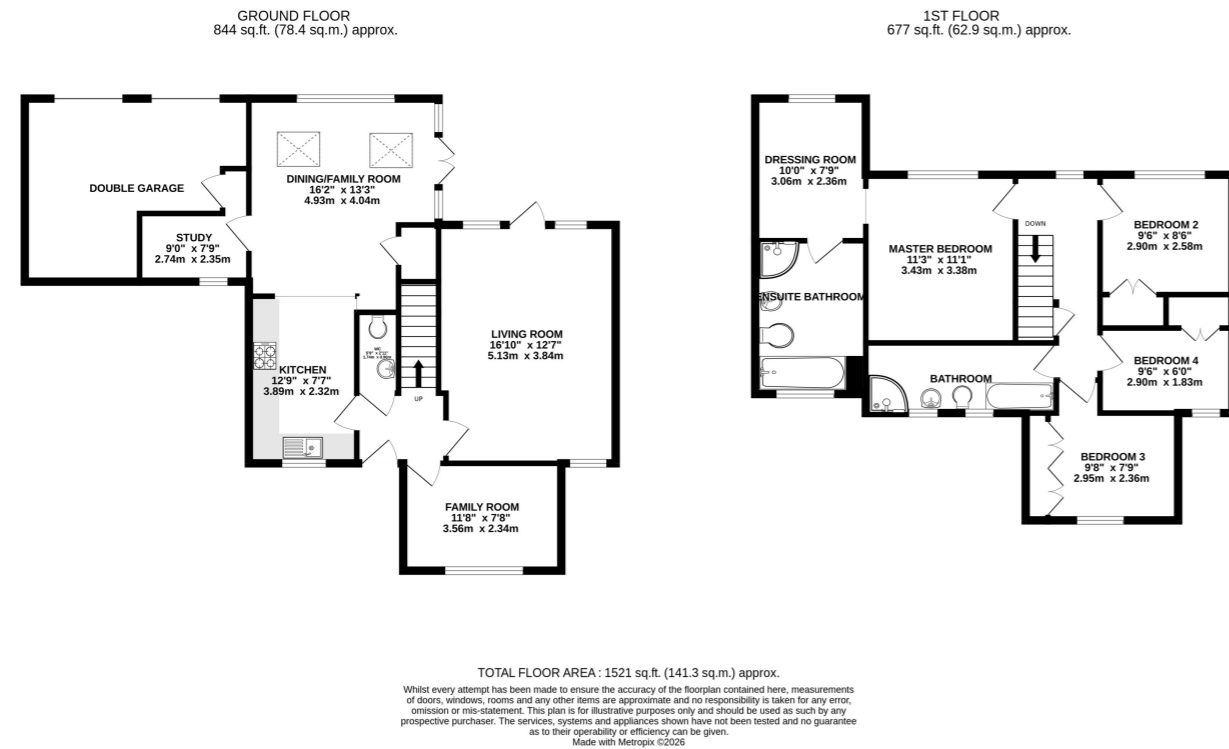 GROUND FLOOR
844 sq.ft. (78.4 sq.m.) approx.
DOUBLE GARAGE
DINING/FAMILY ROOM
16'2" x 13'3"
4.93m x 4.04m
STUDY
9'0" x 7'9"
2.74m x 2.35m
WC
KITCHEN
12'9" x 7'7"
3.89m x 2.32m
UP
LIVING ROOM
16'10" x 12'7"
5.13m x 3.84m
FAMILY ROOM
11'8" x 7'8"
3.56m x 2.34m
1ST FLOOR
677 sq.ft. (62.9 sq.m.) approx.
DRESSING ROOM
10'0" x 7'9"
3.06m x 2.36m
MASTER BEDROOM
11'3" x 11'1"
3.43m x 3.38m
DOWN
BEDROOM 2
9'6" x 8'6"
2.90m x 2.58m
ENSUITE BATHROOM
BATHROOM
BEDROOM 4
9'6" x 6'0"
2.90m x 1.83m
BEDROOM 3
9'8" x 7'9"
2.95m x 2.36m
TOTAL FLOOR AREA : 1521 sq.ft. (141.3 sq.m.) approx.
Whilst every attempt has been made to ensure the accuracy of the floorplan contained here, measurements
of doors, windows, rooms and any other items are approximate and no responsibility is taken for any error,
omission or mis-statement. This plan is for illustrative purposes only and should be used as such by any
prospective purchaser. The services, systems and appliances shown have not been tested and no guarantee
as to their operability or efficiency can be given.
Made with Metropix ©2026